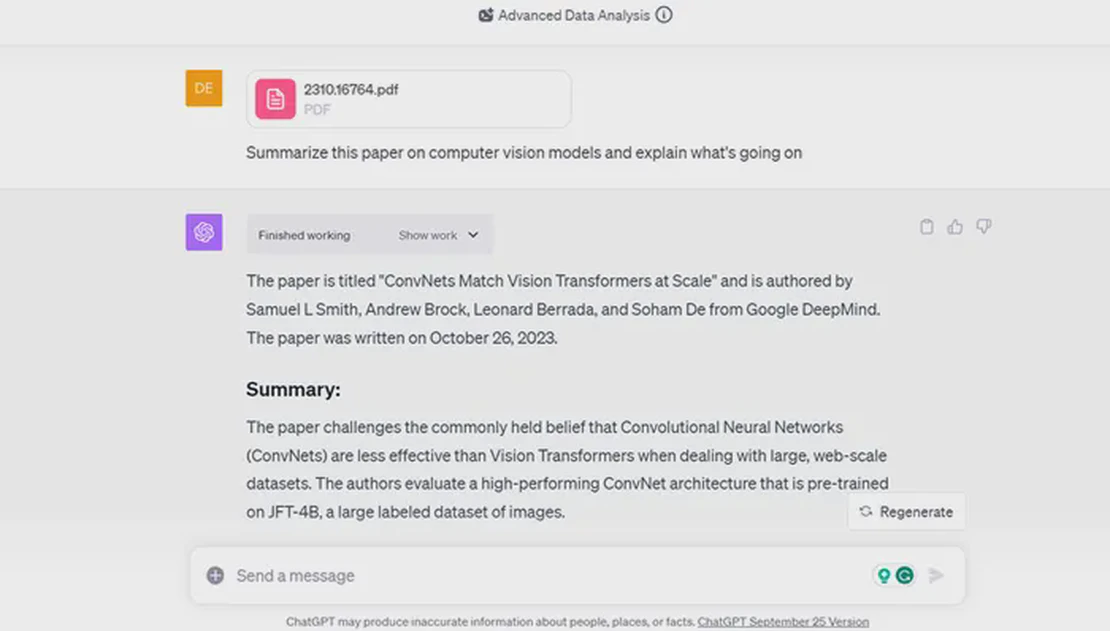 Advanced Data Analysis
DE
2310.16764.pdf
PDF
Summarize this paper on computer vision models and explain what's going on
Finished working Show work
The paper is titled "ConvNets Match Vision Transformers at Scale" and is authored by
Samuel L Smith, Andrew Brock, Leonard Berrada, and Soham De from Google DeepMind.
The paper was written on October 26, 2023.
Summary:
The paper challenges the commonly held belief that Convolutional Neural Networks
(ConvNets) are less effective than Vision Transformers when dealing with large, web-scale
datasets. The authors evaluate a high-performing ConvNet architecture that is pre-trained
on JFT-4B, a large labeled dataset of images.
Regenerate
Send a message
ChatGPT may produce inaccurate information about people, places, or facts. ChatGPT September 25 Version